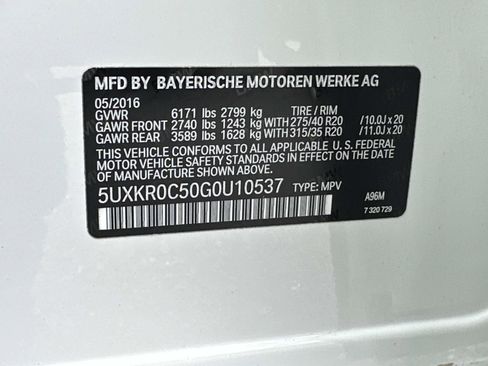 MFD BY BAYERISCHE MOTOREN WERKE AG
05/2016
GVWR 6171 lbs 2799 kg TIRE / RIM
GAWR FRONT 2740 lbs 1243 kg WITH 275/40 R20 /10.0J x 20
GAWR REAR 3589 lbs 1628 kg WITH 315/35 R20 /11.0J x 20
THIS VEHICLE CONFORMS TO ALL APPLICABLE U.S. FEDERAL
MOTOR VEHICLE SAFETY STANDARDS IN EFFECT ON THE DATE
OF MANUFACTURE SHOWN ABOVE.
5UXKR0C50G0U10537 TYPE: MPV A96M
7 320 729